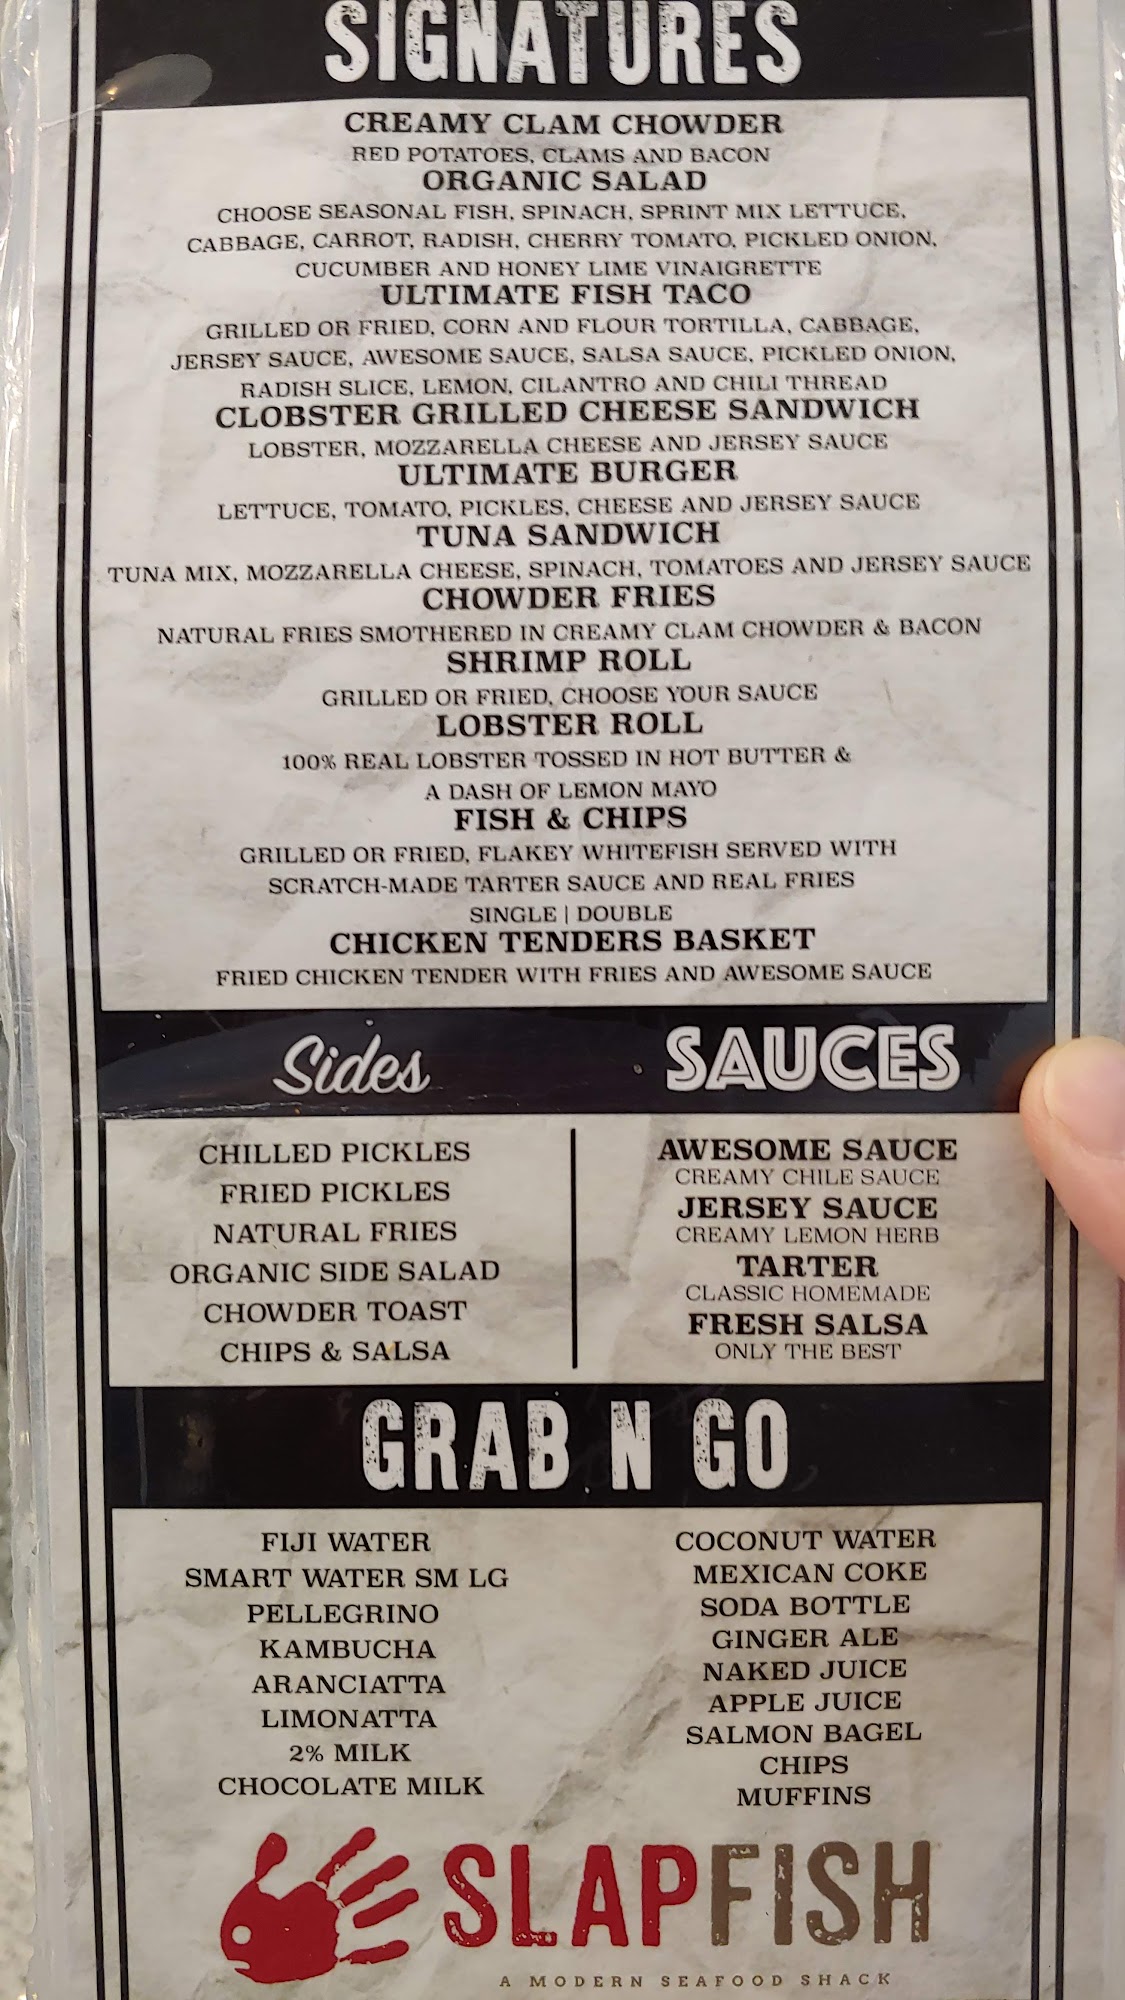 SIGNATURES
CREAMY CLAM CHOWDER
RED POTATOES, CLAMS AND BACON
ORGANIC SALAD
CHOOSE SEASONAL FISH, SPINACH, SPRINT MIX LETTUCE,
CABBAGE, CARROT, RADISH, CHERRY TOMATO, PICKLED ONION,
CUCUMBER AND HONEY LIME VINAIGRETTE
ULTIMATE FISH TACO
GRILLED OR FRIED, CORN AND FLOUR TORTILLA, CABBAGE,
JERSEY SAUCE, AWESOME SAUCE, SALSA SAUCE, PICKLED ONION,
RADISH SLICE, LEMON, CILANTRO AND CHILI THREAD
CLOBSTER GRILLED CHEESE SANDWICH
LOBSTER, MOZZARELLA CHEESE AND JERSEY SAUCE
ULTIMATE BURGER
LETTUCE, TOMATO, PICKLES, CHEESE AND JERSEY SAUCE
TUNA SANDWICH
TUNA MIX, MOZZARELLA CHEESE, SPINACH, TOMATOES AND JERSEY SAUCE
CHOWDER FRIES
NATURAL FRIES SMOTHERED IN CREAMY CLAM CHOWDER & BACON
SHRIMP ROLL
GRILLED OR FRIED, CHOOSE YOUR SAUCE
LOBSTER ROLL
100% REAL LOBSTER TOSSED IN HOT BUTTER &
A DASH OF LEMON MAYO
FISH & CHIPS
GRILLED OR FRIED, FLAKEY WHITEFISH SERVED WITH
SCRATCH-MADE TARTER SAUCE AND REAL FRIES
SINGLE | DOUBLE
CHICKEN TENDERS BASKET
FRIED CHICKEN TENDER WITH FRIES AND AWESOME SAUCE
Sides
CHILLED PICKLES
FRIED PICKLES
NATURAL FRIES
ORGANIC SIDE SALAD
CHOWDER TOAST
CHIPS & SALSA
SAUCES
AWESOME SAUCE
CREAMY CHILE SAUCE
JERSEY SAUCE
CREAMY LEMON HERB
TARTER
CLASSIC HOMEMADE
FRESH SALSA
ONLY THE BEST
GRAB N GO
FIJI WATER
SMART WATER SM LG
PELLEGRINO
KAMBUCHA
ARANCIATTA
LIMONATTA
2% MILK
CHOCOLATE MILK
COCONUT WATER
MEXICAN COKE
SODA BOTTLE
GINGER ALE
NAKED JUICE
APPLE JUICE
SALMON BAGEL
CHIPS
MUFFINS
SLAPFISH
A MODERN SEAFOOD SHACK